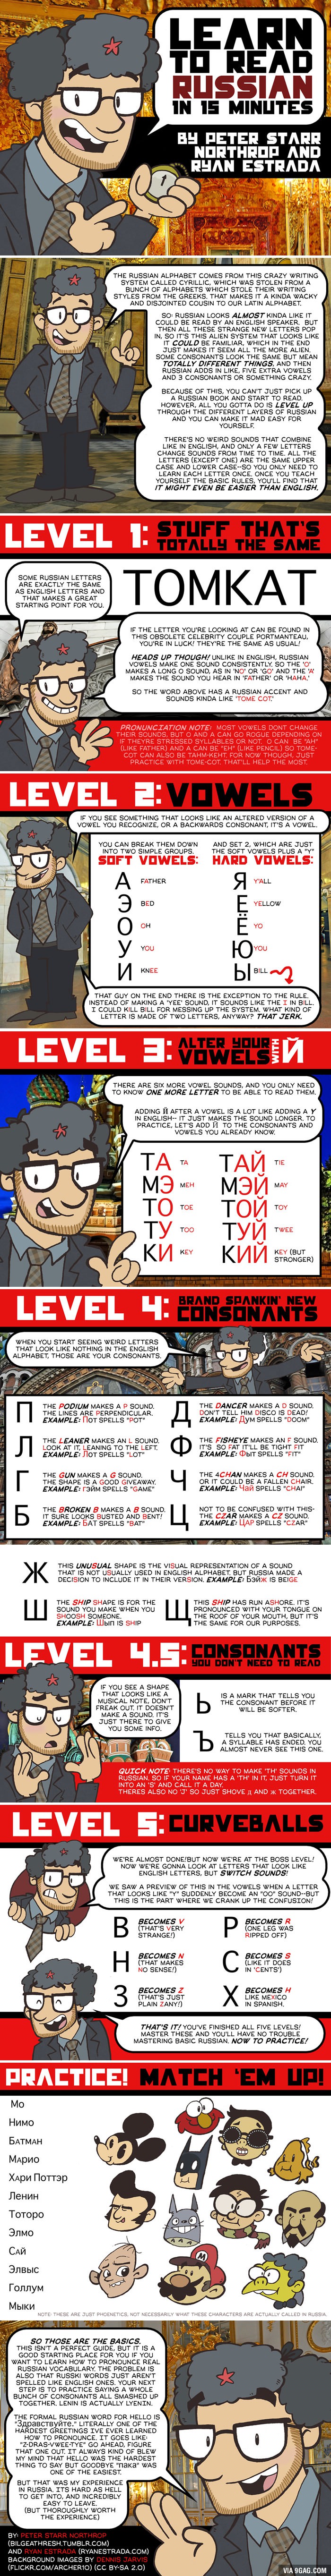 LEARN
TO READ
RUSSIAN
IN 15 MINUTES
BY PETER STARR
NORTHROP AND
RYAN ESTRADA
THE RUSSIAN ALPHABET COMES FROM THIS CRAZY WRITING
SYSTEM CALLED CYRILLIC, WHICH WAS STOLEN FROM A
BUNCH OF ALPHABETS WHICH STOLE THEIR WRITING
STYLES FROM THE GREEKS. THAT MAKES IT A KINDA WACKY
AND DISJOINTED COUSIN TO OUR LATIN ALPHABET.
SO: RUSSIAN LOOKS ALMOST KINDA LIKE IT
COULD BE READ BY AN ENGLISH SPEAKER. BUT
THEN ALL THESE STRANGE NEW LETTERS POP
IN, SO IT'S THIS ALIEN SYSTEM THAT LOOKS LIKE
IT COULD BE FAMILIAR, WHICH IN THE END
JUST MAKES IT SEEM ALL THE MORE ALIEN.
SOME CONSONANTS LOOK THE SAME BUT MEAN
TOTALLY DIFFERENT THINGS, AND THEN
RUSSIAN ADDS IN LIKE, FIVE EXTRA VOWELS
AND 3 CONSONANTS OR SOMETHING CRAZY.
BECAUSE OF THIS, YOU CAN'T JUST PICK UP
A RUSSIAN BOOK AND START TO READ.
HOWEVER, ALL YOU GOTTA DO IS LEVEL UP
THROUGH THE DIFFERENT LAYERS OF RUSSIAN
AND YOU CAN MAKE IT MAD EASY FOR
YOURSELF.
THERE'S NO WEIRD SOUNDS THAT COMBINE
LIKE IN ENGLISH, AND ONLY A FEW LETTERS
CHANGE SOUNDS FROM TIME TO TIME. ALL THE
LETTERS (EXCEPT ONE) ARE THE SAME UPPER
CASE AND LOWER CASE--SO YOU ONLY NEED TO
LEARN EACH LETTER ONCE. ONCE YOU TEACH
YOURSELF THE BASIC RULES, YOU'LL FIND THAT
IT MIGHT EVEN BE EASIER THAN ENGLISH.
LEVEL 1: STUFF THAT'S
TOTALLY THE SAME
SOME RUSSIAN LETTERS
ARE EXACTLY THE SAME
AS ENGLISH LETTERS AND
THAT MAKES A GREAT
STARTING POINT FOR YOU.
TOMKAT
IF THE LETTER YOU'RE LOOKING AT CAN BE FOUND IN
THIS OBSOLETE CELEBRITY COUPLE PORTMANTEAU,
YOU'RE IN LUCK! THEY'RE THE SAME AS USUAL!
HEADS UP THOUGH! UNLIKE IN ENGLISH, RUSSIAN
VOWELS MAKE ONE SOUND CONSISTENTLY. SO THE 'O'
MAKES A LONG O SOUND, AS IN 'NO' OR 'GO' AND THE 'A'
MAKES THE SOUND YOU HEAR IN 'FATHER' OR 'HAHA.'
SO THE WORD ABOVE HAS A RUSSIAN ACCENT AND
SOUNDS KINDA LIKE 'TOME COT.'
PRONUNCIATION NOTE: MOST VOWELS DONT CHANGE
THEIR SOUNDS, BUT O AND A CAN GO ROGUE DEPENDING ON
IF THEY'RE STRESSED SYLLABLES OR NOT. O CAN BE "AH"
(LIKE FATHER) AND A CAN BE "EH" (LIKE PENCIL) SO TOME-
COT CAN ALSO BE TAHM-KEHT. FOR NOW THOUGH, JUST
PRACTICE WITH TOME-COT. THAT'LL HELP THE MOST.
LEVEL 2: VOWELS
IF YOU SEE SOMETHING THAT LOOKS LIKE AN ALTERED VERSION OF A
VOWEL YOU RECOGNIZE, OR A BACKWARDS CONSONANT, IT'S A VOWEL.
YOU CAN BREAK THEM DOWN
INTO TWO SIMPLE GROUPS.
SOFT VOWELS:
AND SET 2, WHICH ARE JUST
THE SOFT VOWELS PLUS A "Y"
HARD VOWELS:
А FATHER Я Y'ALL
Э BED Е YELLOW
О OH Ё YO
У YOU Ю YOU
И KNEE Ы BILL
THAT GUY ON THE END THERE IS THE EXCEPTION TO THE RULE.
INSTEAD OF MAKING A 'YEE' SOUND, IT SOUNDS LIKE THE I IN BILL.
I COULD KILL BILL FOR MESSING UP THE SYSTEM. WHAT KIND OF
LETTER IS MADE OF TWO LETTERS, ANYWAY? THAT JERK.
LEVEL 3: ALTER YOUR
VOWELS WITH Й
THERE ARE SIX MORE VOWEL SOUNDS, AND YOU ONLY NEED
TO KNOW ONE MORE LETTER TO BE ABLE TO READ THEM.
ADDING Й AFTER A VOWEL IS A LOT LIKE ADDING A Y
IN ENGLISH-- IT JUST MAKES THE SOUND LONGER. TO
PRACTICE, LET'S ADD Й TO THE CONSONANTS AND
VOWELS YOU ALREADY KNOW.
ТА TA ТАЙ TIE
МЭ MEH МЭЙ MAY
ТО TOE ТОЙ TOY
ТУ TOO ТУЙ TWEE
КИ KEY КИЙ KEY (BUT
STRONGER)
LEVEL 4: BRAND SPANKIN' NEW
CONSONANTS
WHEN YOU START SEEING WEIRD LETTERS
THAT LOOK LIKE NOTHING IN THE ENGLISH
ALPHABET, THOSE ARE YOUR CONSONANTS.
П THE PODIUM MAKES A P SOUND.
THE LINES ARE PERPENDICULAR.
EXAMPLE: Пот SPELLS "POT"
Д THE DANCER MAKES A D SOUND.
DON'T TELL HIM DISCO IS DEAD!
EXAMPLE: Дум SPELLS "DOOM"
Л THE LEANER MAKES AN L SOUND.
LOOK AT IT, LEANING TO THE LEFT.
EXAMPLE: Лот SPELLS "LOT"
Ф THE FISHEYE MAKES AN F SOUND.
IT'S SO FAT IT'LL BE TIGHT FIT
EXAMPLE: Фыт SPELLS "FIT"
Г THE GUN MAKES A G SOUND.
THE SHAPE IS A GOOD GIVEAWAY.
EXAMPLE: Гэйм SPELLS "GAME"
Ч THE 4CHAN MAKES A CH SOUND.
OR IT COULD BE A FALLEN CHAIR.
EXAMPLE: Чай SPELLS "CHAI"
Б THE BROKEN B MAKES A B SOUND.
IT SURE LOOKS BUSTED AND BENT!
EXAMPLE: БАТ SPELLS "BAT"
Ц NOT TO BE CONFUSED WITH THIS-
THE CZAR MAKES A CZ SOUND.
EXAMPLE: ЦАР SPELLS "CZAR"
Ж THIS UNUSUAL SHAPE IS THE VISUAL REPRESENTATION OF A SOUND
THAT IS NOT USUALLY USED IN ENGLISH ALPHABET, BUT RUSSIA MADE A
DECISION TO INCLUDE IT IN THEIR VERSION. EXAMPLE: БЭЙЖ IS BEIGE
Ш THE SHIP SHAPE IS FOR THE
SOUND YOU MAKE WHEN YOU
SHOOSH SOMEONE.
EXAMPLE: Шып IS SHIP
Щ THIS SHIP HAS RUN ASHORE, IT'S
PRONOUNCED WITH YOUR TONGUE ON
THE ROOF OF YOUR MOUTH, BUT IT'S
THE SAME FOR OUR PURPOSES.
LEVEL 4.5: CONSONANTS
YOU DON'T NEED TO READ
IF YOU SEE A SHAPE
THAT LOOKS LIKE A
MUSICAL NOTE, DON'T
FREAK OUT. IT DOESN'T
MAKE A SOUND. IT'S
JUST THERE TO GIVE
YOU SOME INFO.
Ь IS A MARK THAT TELLS YOU
THE CONSONANT BEFORE IT
WILL BE SOFTER.
Ъ TELLS YOU THAT BASICALLY,
A SYLLABLE HAS ENDED. YOU
ALMOST NEVER SEE THIS ONE.
QUICK NOTE: THERE'S NO WAY TO MAKE 'TH' SOUNDS IN
RUSSIAN, SO IF YOUR NAME HAS A 'TH' IN IT, JUST TURN IT
INTO AN 'S' AND CALL IT A DAY.
THERES ALSO NO 'J' SO JUST SHOVE Д AND Ж TOGETHER.
LEVEL 5: CURVEBALLS
WE'RE ALMOST DONE!BUT NOW WE'RE AT THE BOSS LEVEL!
NOW WE'RE GONNA LOOK AT LETTERS THAT LOOK LIKE
ENGLISH LETTERS, BUT SWITCH SOUNDS!
WE SAW A PREVIEW OF THIS IN THE VOWELS WHEN A LETTER
THAT LOOKS LIKE "Y" SUDDENLY BECOME AN "OO" SOUND--BUT
THIS IS THE PART WHERE WE CRANK UP THE CONFUSION!
В BECOMES V
(THAT'S VERY
STRANGE!)
Р BECOMES R
(ONE LEG WAS
RIPPED OFF)
Н BECOMES N
(THAT MAKES
NO SENSE!)
С BECOMES S
(LIKE IT DOES
IN 'CENTS')
З BECOMES Z
(THAT'S JUST
PLAIN ZANY!)
Х BECOMES H
LIKE MEXICO
IN SPANISH.
THAT'S IT! YOU'VE FINISHED ALL FIVE LEVELS!
MASTER THESE AND YOU'LL HAVE NO TROUBLE
MASTERING BASIC RUSSIAN. NOW TO PRACTICE!
PRACTICE! MATCH 'EM UP!
Мо
Нимо
Батман
Марио
Хари Поттэр
Ленин
Тоторо
Элмо
Сай
Элвыс
Голлум
Мыки
M
NOTE: THESE ARE JUST PHOENETICS, NOT NECESSARILY WHAT THESE CHARACTERS ARE ACTUALLY CALLED IN RUSSIA.
SO THOSE ARE THE BASICS.
THIS ISN'T A PERFECT GUIDE, BUT IT IS A
GOOD STARTING PLACE FOR YOU IF YOU
WANT TO LEARN HOW TO PRONOUNCE REAL
RUSSIAN VOCABULARY. THE PROBLEM IS
ALSO THAT RUSSKI WORDS JUST AREN'T
SPELLED LIKE ENGLISH ONES. YOUR NEXT
STEP IS TO PRACTICE SAYING A WHOLE
BUNCH OF CONSONANTS ALL SMASHED UP
TOGETHER. LENIN IS ACTUALLY LYENIN.
THE FORMAL RUSSIAN WORD FOR HELLO IS
"Здравствуйте," LITERALLY ONE OF THE
HARDEST GREETINGS I'VE EVER LEARNED
HOW TO PRONOUNCE. IT GOES LIKE:
"Z-DRAS-VWEE-TYE" GO AHEAD, FIGURE
THAT ONE OUT. IT ALWAYS KIND OF BLEW
MY MIND THAT HELLO WAS THE HARDEST
THING TO SAY BUT GOODBYE "пака" WAS
ONE OF THE EASIEST.
BUT THAT WAS MY EXPERIENCE
IN RUSSIA. IT'S HARD AS HELL
TO GET INTO, AND INCREDIBLY
EASY TO LEAVE.
(BUT THOROUGHLY WORTH
THE EXPERIENCE)
BY: PETER STARR NORTHROP
(BILGEATHRESH.TUMBLR.COM)
AND RYAN ESTRADA (RYANESTRADA.COM)
BACKGROUND IMAGES BY DENNIS JARVIS
(FLICKR.COM/ARCHER10) (CC BY-SA 2.0)
VIA 9GAG.COM